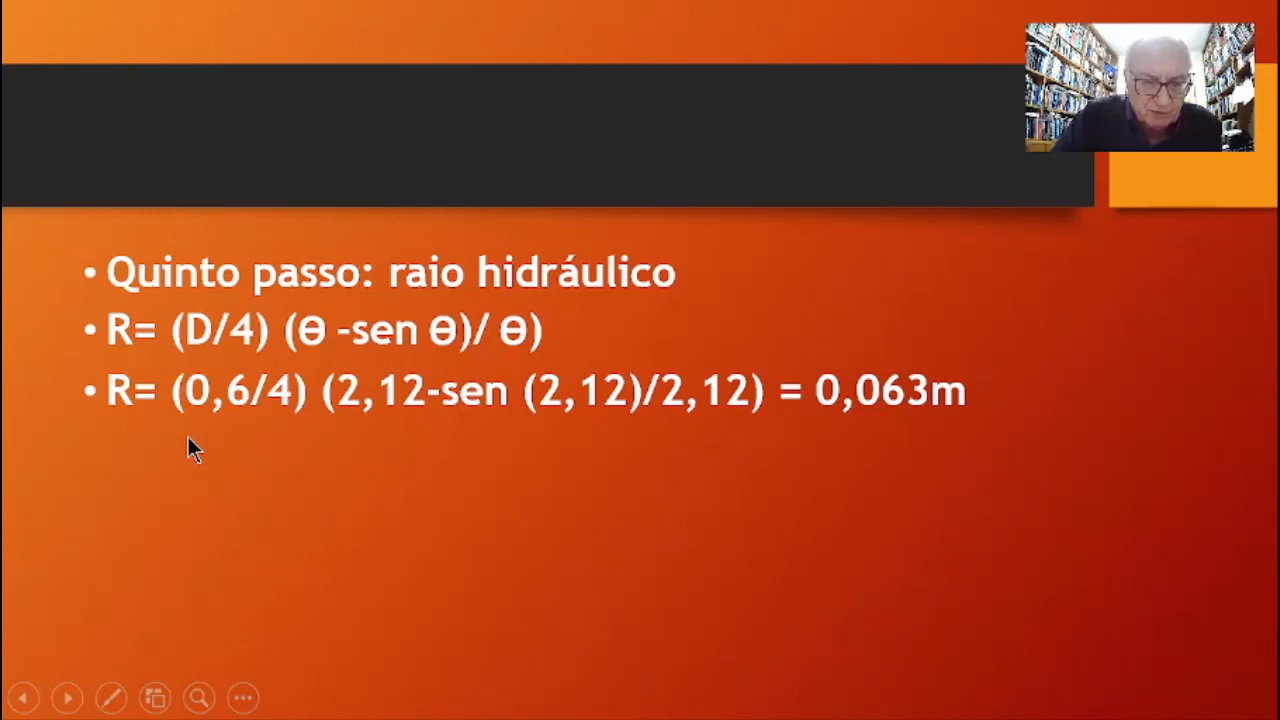 • Quinto passo: raio hidráulico
• R= (D/4) (ɵ -sen ɵ)/ ɵ)
• R= (0,6/4) (2,12-sen (2,12)/2,12) = 0,063m